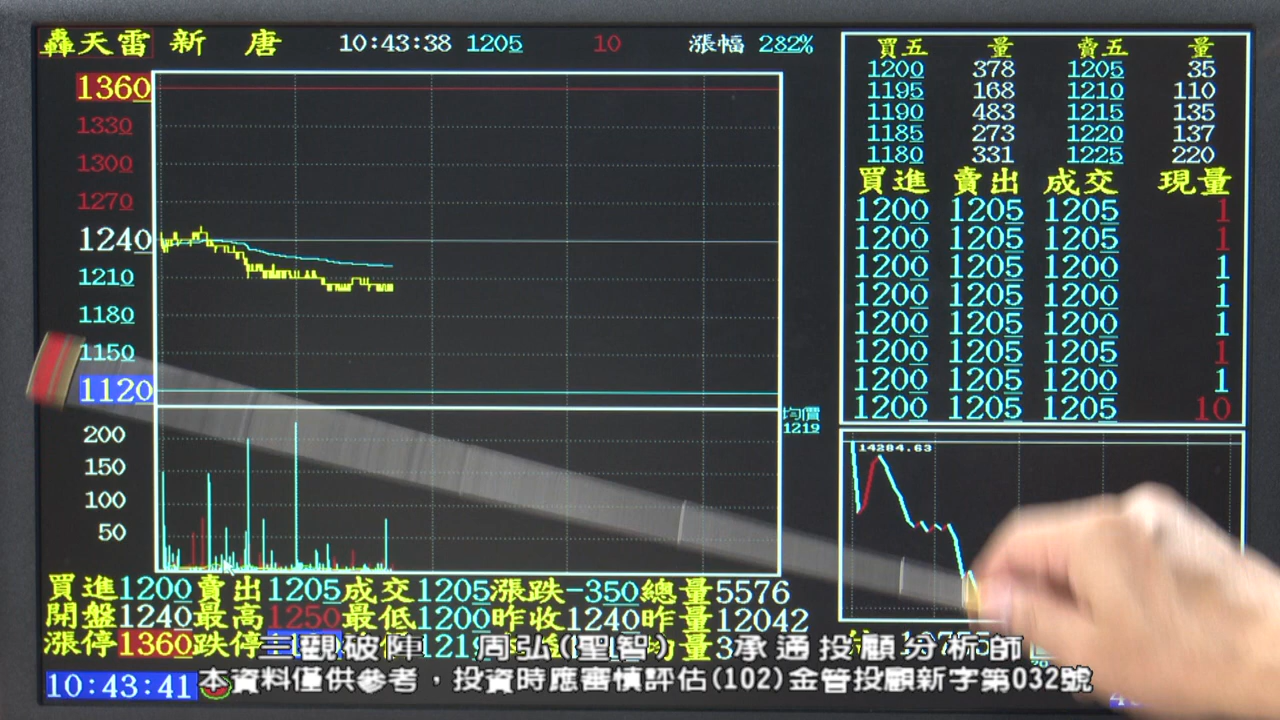 轟天雷 新 唐 10:43:38 1205 10 漲幅 282%
1360
1330
1300
1270
1240
1210
1180
1150
1120
200
150
100
50
均價
1219
買五 量 賣五 量
1200 378 1205 35
1195 168 1210 110
1190 483 1215 135
1185 273 1220 137
1180 331 1225 220
買進 賣出 成交 現量
1200 1205 1205 1
1200 1205 1205 1
1200 1205 1200 1
1200 1205 1200 1
1200 1205 1200 1
1200 1205 1205 1
1200 1205 1200 1
1200 1205 1205 10
14284.63
買進1200賣出1205成交1205漲跌-350總量5576
開盤1240最高1250最低1200昨收1240昨量12042
漲停1360跌停
三觀破陣 周弘(聖智) 承通投顧分析師
10:43:41
本資料僅供參考，投資時應審慎評估(102)金管投顧新字第032號